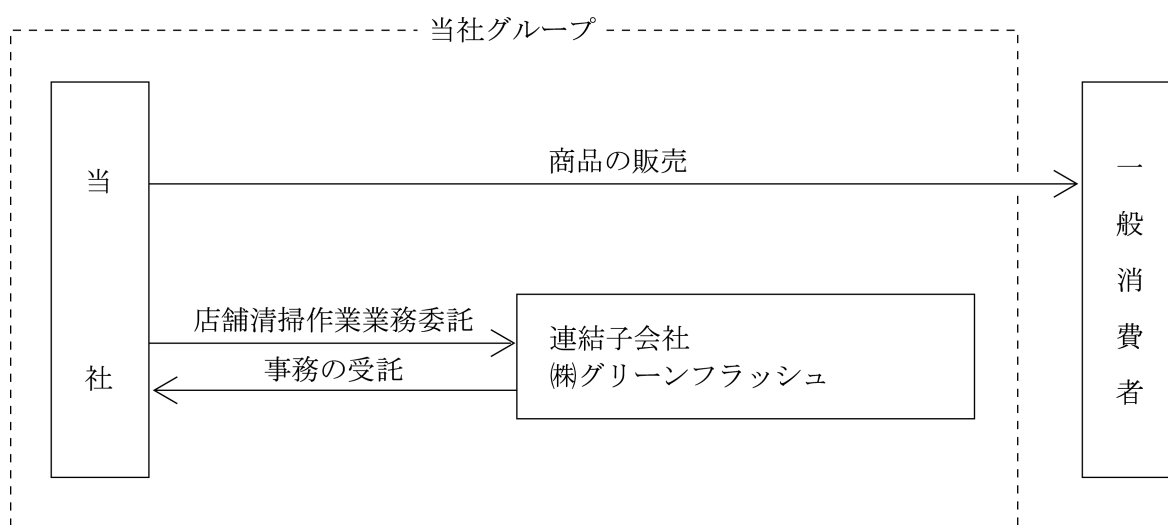 当社グループ
当社
商品の販売
一般消費者
店舗清掃作業業務委託
事務の受託
連結子会社
㈱グリーンフラッシュ